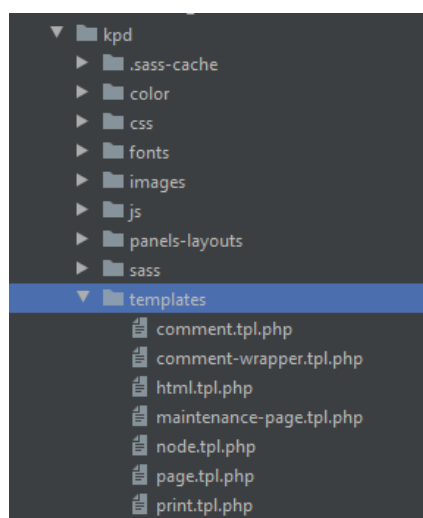 kpd
.sass-cache
color
css
fonts
images
js
panels-layouts
sass
templates
comment.tpl.php
comment-wrapper.tpl.php
html.tpl.php
maintenance-page.tpl.php
node.tpl.php
page.tpl.php
print.tpl.php